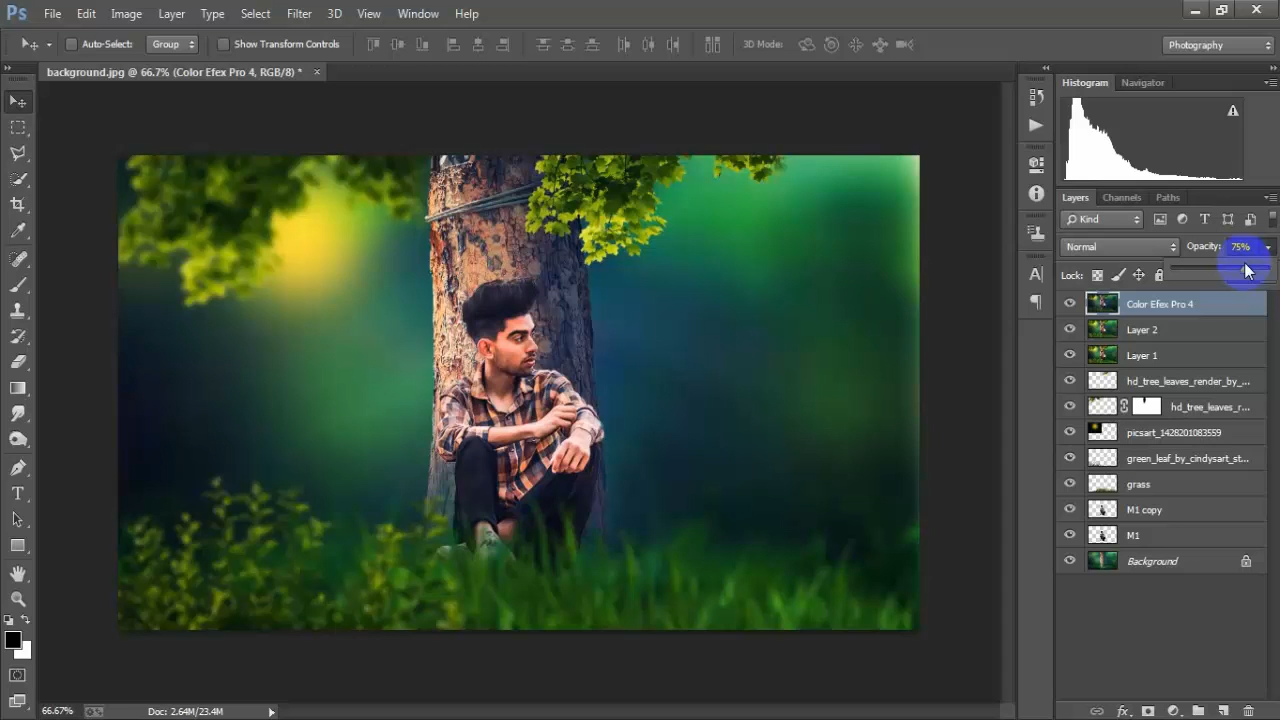 Ps File Edit Image Layer Type Select Filter 3D View Window Help
Auto-Select: Group Show Transform Controls 3D Mode: Photography
background.jpg @ 66.7% (Color Efex Pro 4, RGB/8) * ×
Histogram Navigator
Layers Channels Paths
Kind
Normal Opacity: 75%
Lock:
Color Efex Pro 4
Layer 2
Layer 1
hd_tree_leaves_render_by_...
hd_tree_leaves_r...
picsart_1428201083559
green_leaf_by_cindysart_st...
grass
M1 copy
M1
Background
66.67% Doc: 2.64M/23.4M